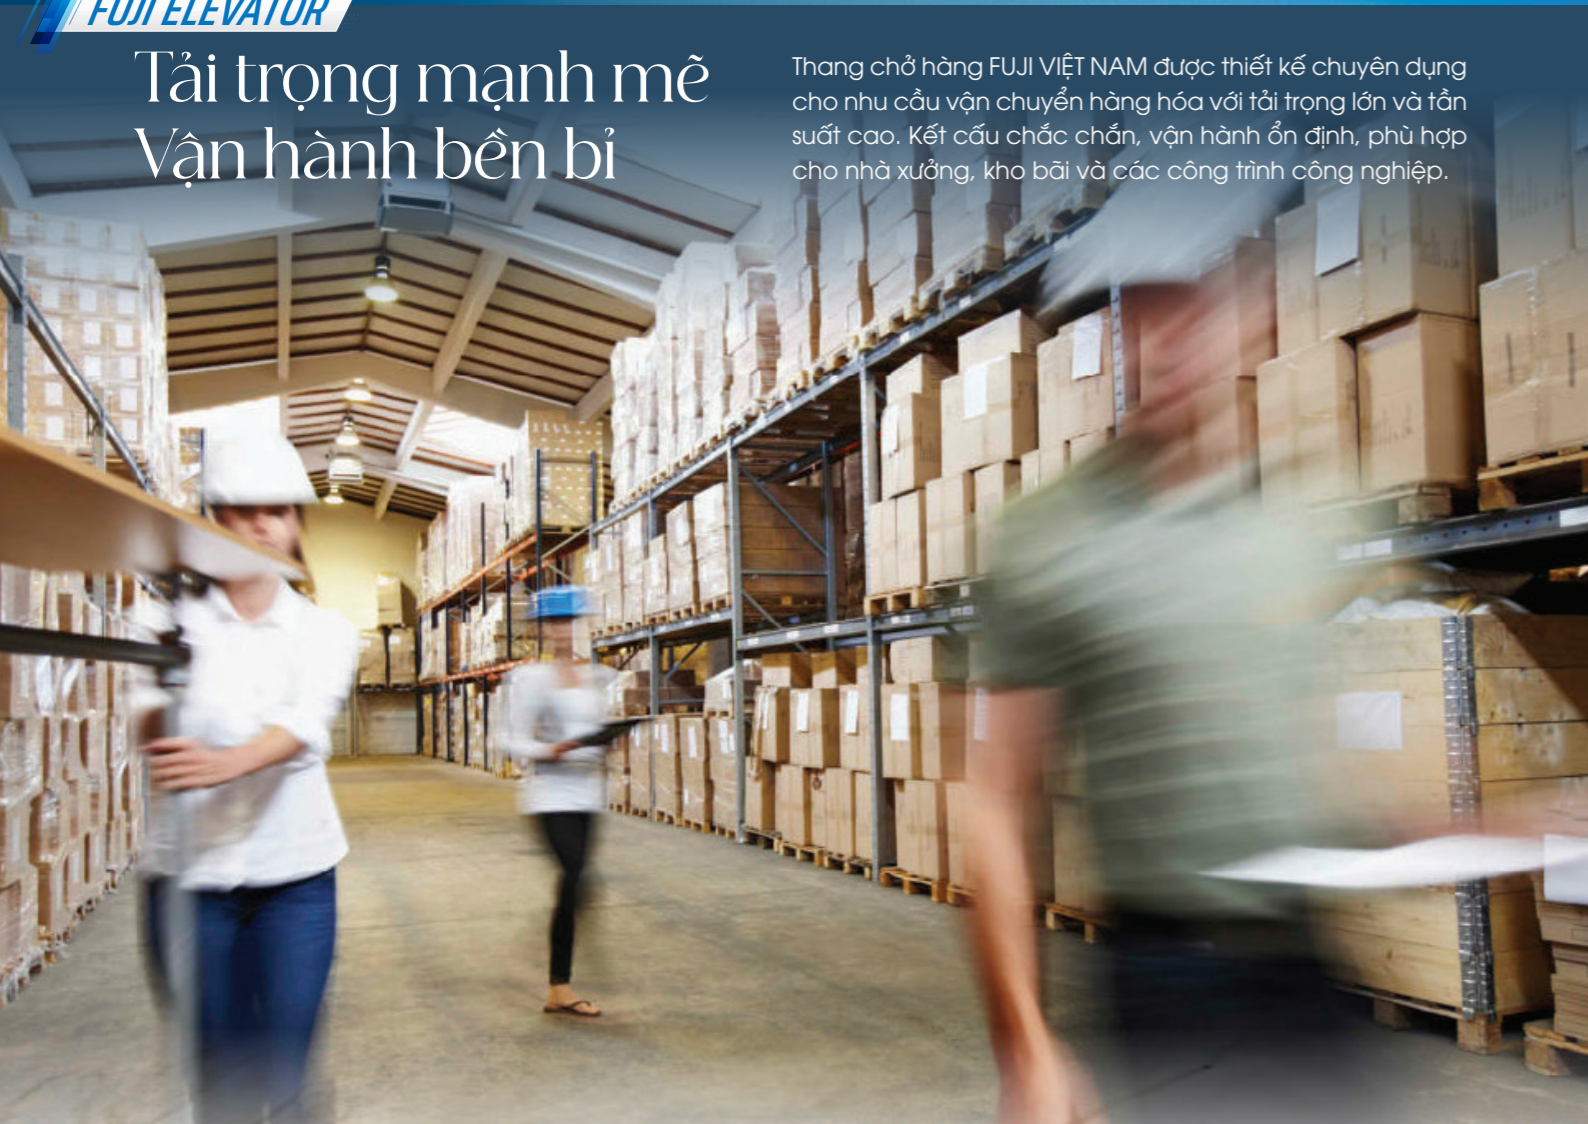 FUJI ELEVATOR
Tải trọng mạnh mẽ
Vận hành bền bỉ
Thang chở hàng FUJI VIỆT NAM được thiết kế chuyên dụng
cho nhu cầu vận chuyển hàng hóa với tải trọng lớn và tần
suất cao. Kết cấu chắc chắn, vận hành ổn định, phù hợp
cho nhà xưởng, kho bãi và các công trình công nghiệp.